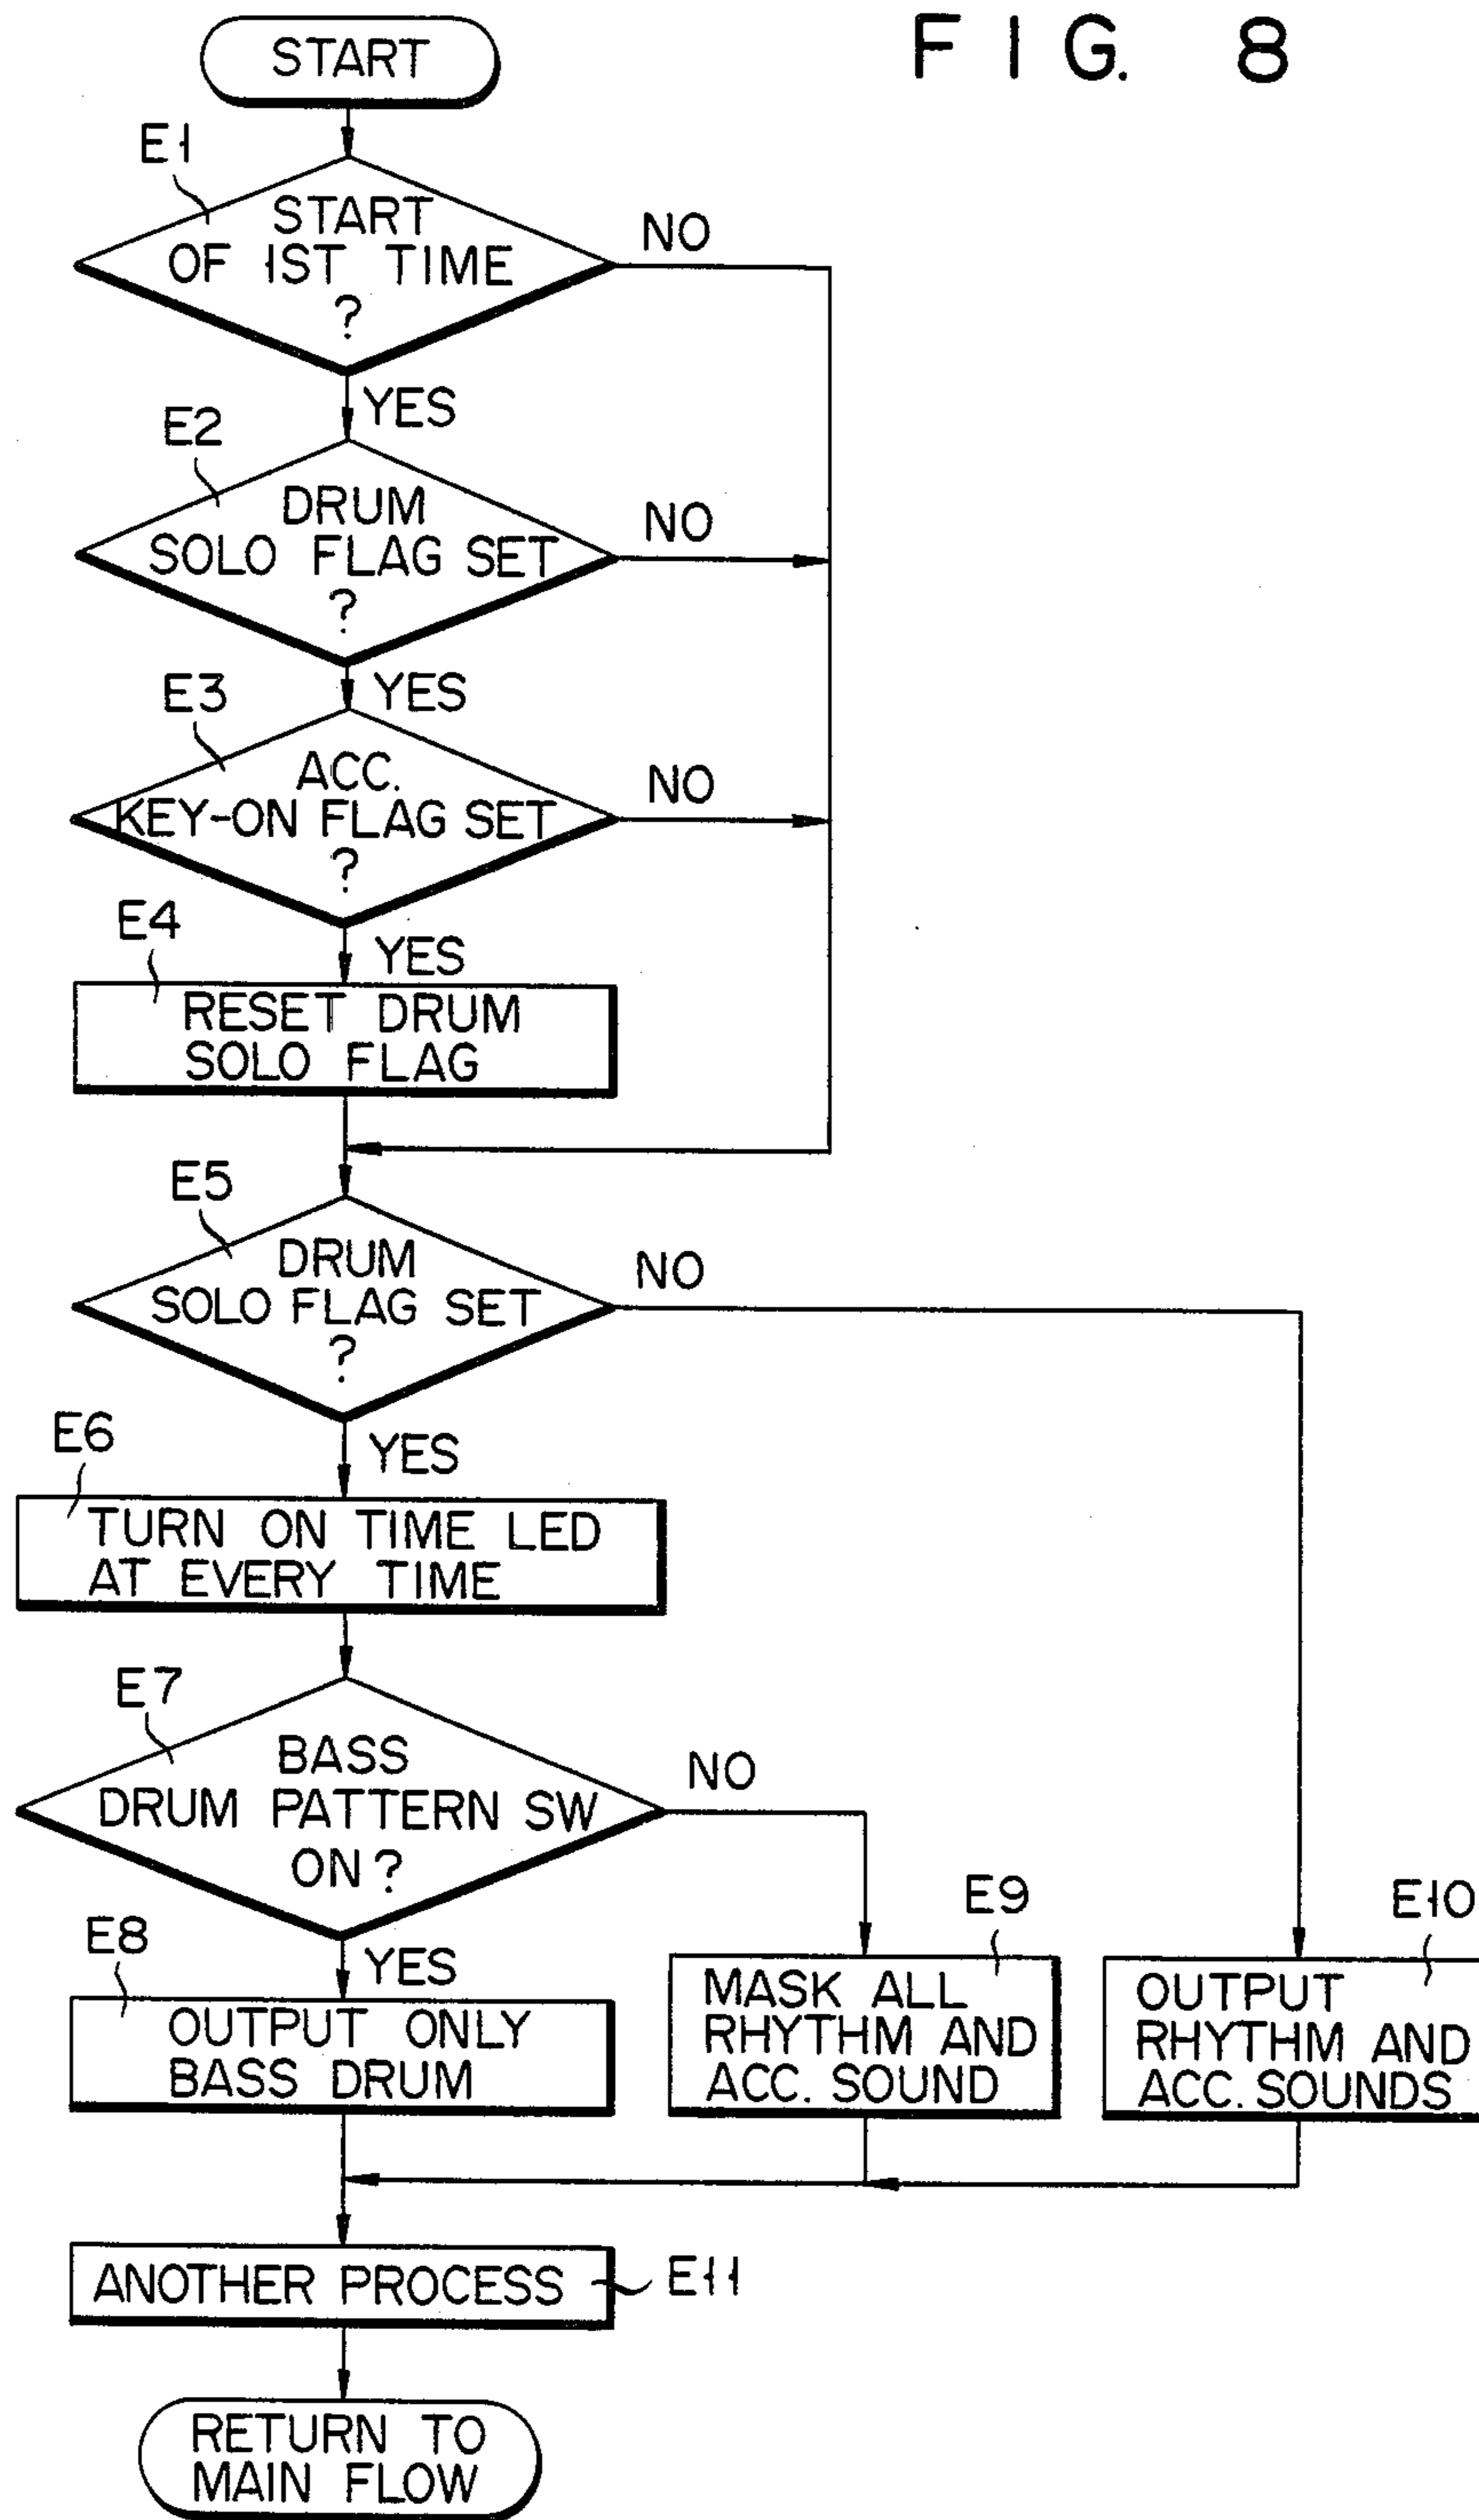 FIG. 8
START
E1
START
OF 1ST TIME
?
NO
YES
E2
DRUM
SOLO FLAG SET
?
NO
YES
E3
ACC.
KEY-ON FLAG SET
?
NO
YES
E4
RESET DRUM
SOLO FLAG
E5
DRUM
SOLO FLAG SET
?
NO
YES
E6
TURN ON TIME LED
AT EVERY TIME
E7
BASS
DRUM PATTERN SW
ON?
NO
YES
E8
OUTPUT ONLY
BASS DRUM
E9
MASK ALL
RHYTHM AND
ACC. SOUND
E10
OUTPUT
RHYTHM AND
ACC. SOUNDS
ANOTHER PROCESS
E11
RETURN TO
MAIN FLOW